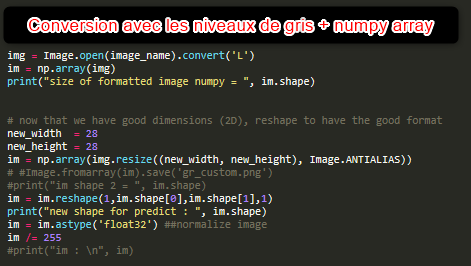 Conversion avec les niveaux de gris + numpy array
img = Image.open(image_name).convert('L')
im = np.array(img)
print("size of formatted image numpy = ", im.shape)
# now that we have good dimensions (2D), reshape to have the good format
new_width  = 28
new_height = 28
im = np.array(img.resize((new_width, new_height), Image.ANTIALIAS))
# #Image.fromarray(im).save('gr_custom.png')
#print("im shape 2 = ", im.shape)
im = im.reshape(1,im.shape[0],im.shape[1],1)
print("new shape for predict : ", im.shape)
im = im.astype('float32') ##normalize image
im /= 255
#print("im : \n", im)